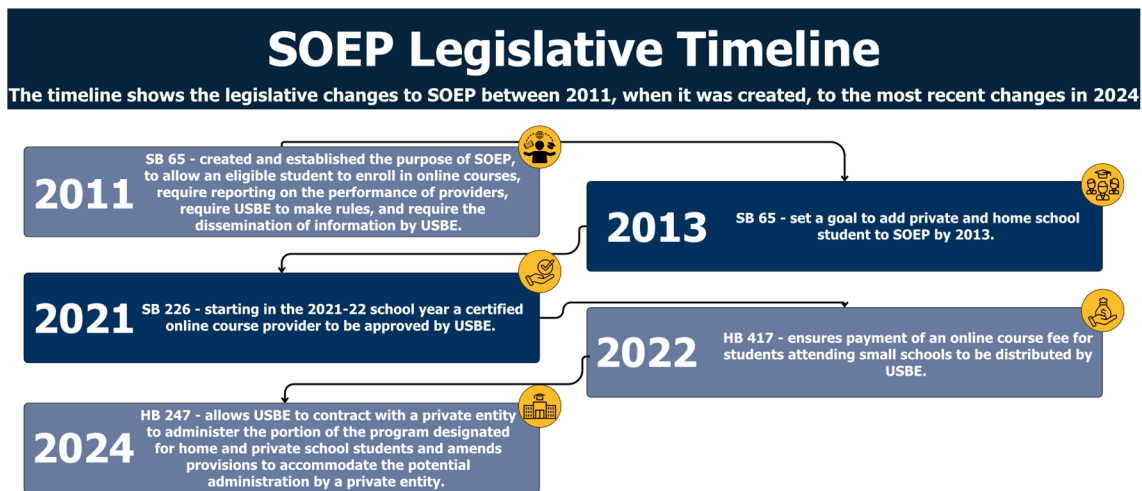 SOEP Legislative Timeline
The timeline shows the legislative changes to SOEP between 2011, when it was created, to the most recent changes in 2024
2011
SB 65 - created and established the purpose of SOEP,
to allow an eligible student to enroll in online courses,
require reporting on the performance of providers,
require USBE to make rules, and require the
dissemination of information by USBE.
2013
SB 65 - set a goal to add private and home school
student to SOEP by 2013.
2021
SB 226 - starting in the 2021-22 school year a certified
online course provider to be approved by USBE.
2022
HB 417 - ensures payment of an online course fee for
students attending small schools to be distributed by
USBE.
2024
HB 247 - allows USBE to contract with a private entity
to administer the portion of the program designated
for home and private school students and amends
provisions to accommodate the potential
administration by a private entity.